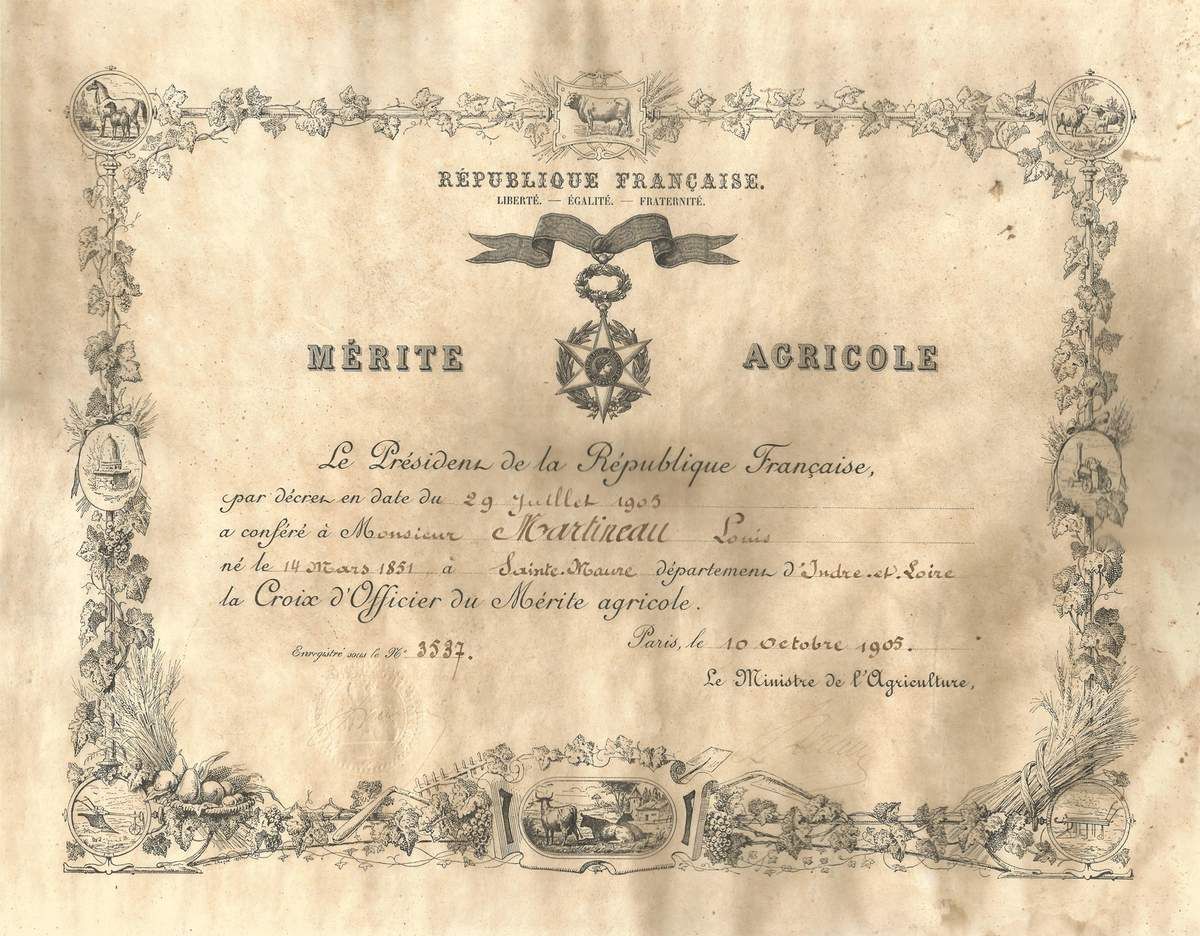 RÉPUBLIQUE FRANÇAISE.
LIBERTÉ. — ÉGALITÉ. — FRATERNITÉ.
MÉRITE AGRICOLE
Le Président de la République Française,
par décret en date du 29 Juillet 1905
a conféré à Monsieur Martineau Louis
né le 14 Mars 1851 à Sainte-Maure département d'Indre-et-Loire
la Croix d'Officier du Mérite agricole.
Paris, le 10 Octobre 1905.
Enregistré sous le No 3537.
Le Ministre de l'Agriculture,